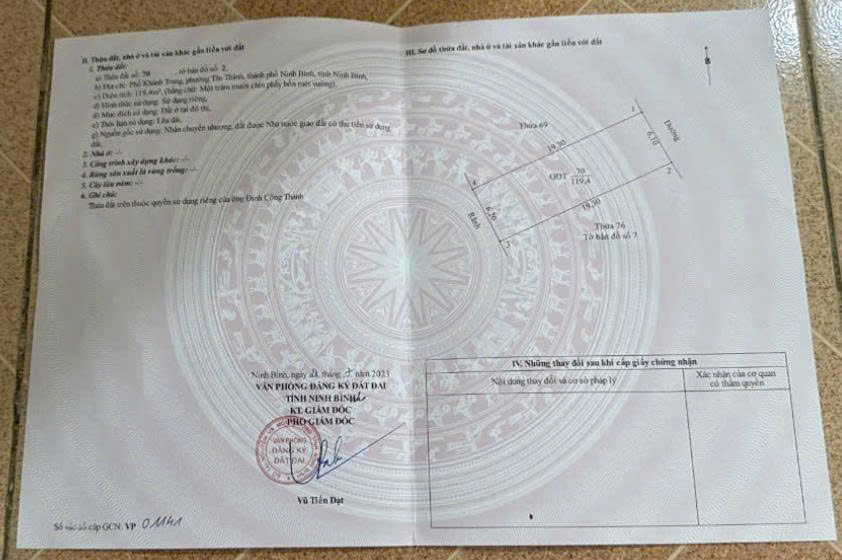 II. Thửa đất, nhà ở và tài sản khác gắn liền với đất
1. Thửa đất:
a) Thửa đất số: 70 , tờ bản đồ số: 2,
b) Địa chỉ: Phố Khánh Trung, phường Tân Thành, thành phố Ninh Bình, tỉnh Ninh Bình,
c) Diện tích: 119,4m², (bằng chữ: Một trăm mười chín phẩy bốn mét vuông),
d) Hình thức sử dụng: Sử dụng riêng,
đ) Mục đích sử dụng: Đất ở tại đô thị,
e) Thời hạn sử dụng: Lâu dài,
g) Nguồn gốc sử dụng: Nhận chuyển nhượng, đất được Nhà nước giao đất có thu tiền sử dụng
đất.
2. Nhà ở: -/-
3. Công trình xây dựng khác: -/-
4. Rừng sản xuất là rừng trồng: -/-
5. Cây lâu năm: -/-
6. Ghi chú:
Thửa đất trên thuộc quyền sử dụng riêng của ông Đinh Công Thành
Ninh Bình, ngày tháng năm 2023
VĂN PHÒNG ĐĂNG KÝ ĐẤT ĐAI
TỈNH NINH BÌNH
KT. GIÁM ĐỐC
PHÓ GIÁM ĐỐC
VĂN PHÒNG
ĐĂNG KÝ
ĐẤT ĐAI
Vũ Tiến Đạt
Số vào sổ cấp GCN: VP 01141
III. Sơ đồ thửa đất, nhà ở và tài sản khác gắn liền với đất
Thửa 69
1
Đường
19,30
6,10
2
ODT 70
119,4
4
6,20
19,30
Rãnh
3
Thửa 76
Tờ bản đồ số 7
IV. Những thay đổi sau khi cấp giấy chứng nhận
Nội dung thay đổi và cơ sở pháp lý
Xác nhận của cơ quan
có thẩm quyền